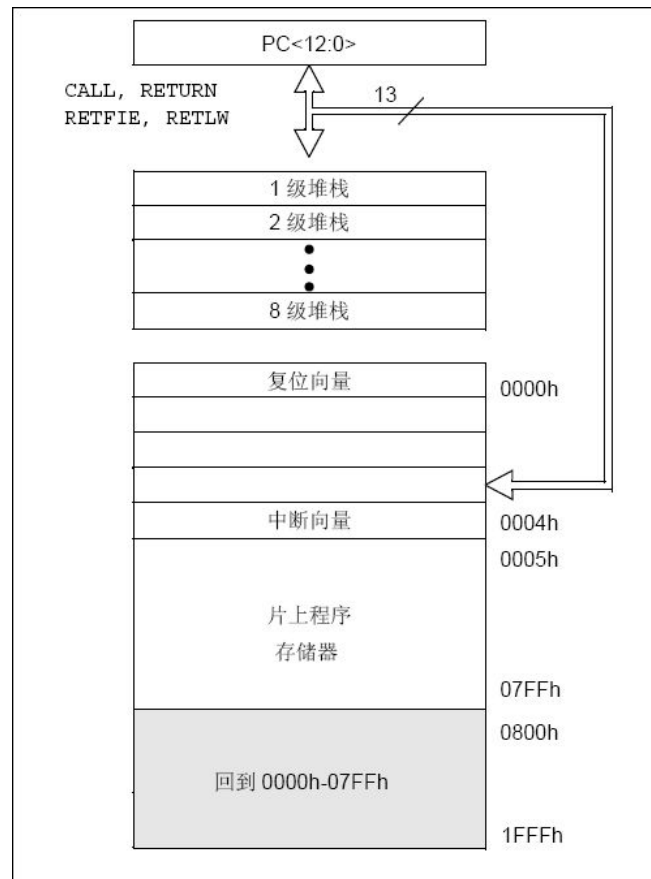 PC<12:0>
CALL, RETURN
RETFIE, RETLW
13
1 级堆栈
2 级堆栈
8 级堆栈
复位向量
0000h
中断向量
0004h
0005h
片上程序
存储器
07FFh
0800h
回到 0000h-07FFh
1FFFh